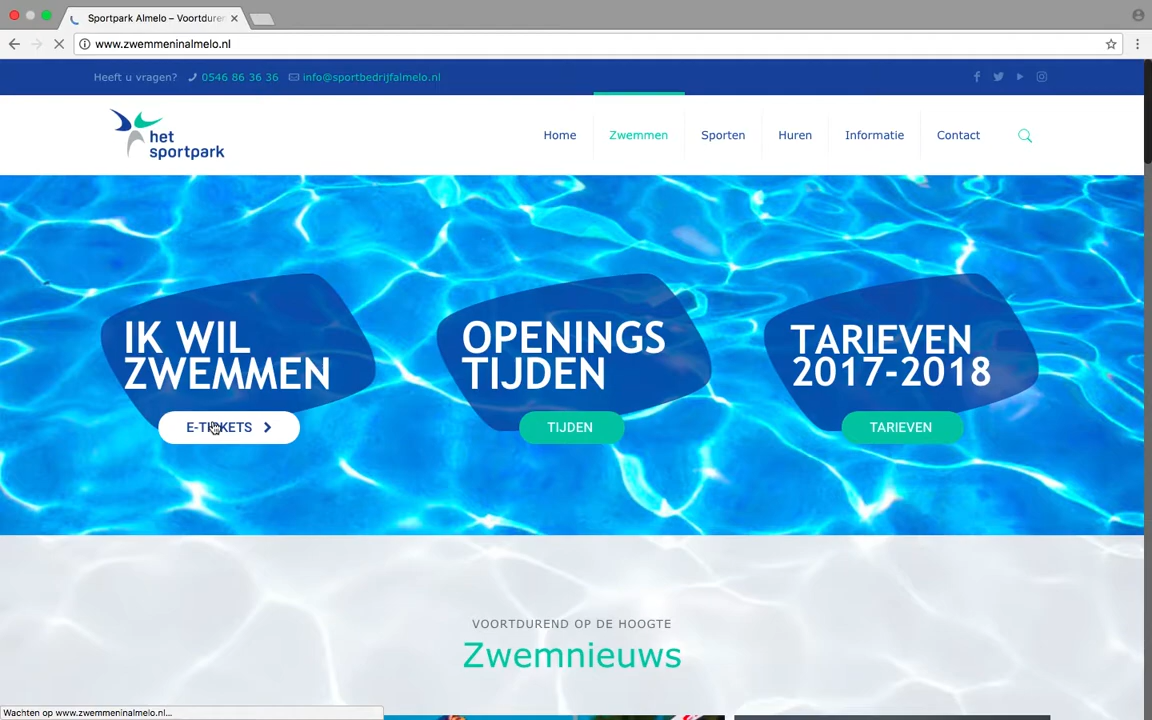 Sportpark Almelo – Voortduren
www.zwemmeninalmelo.nl
Heeft u vragen? 0546 86 36 36 info@sportbedrijfalmelo.nl
het
sportpark
Home Zwemmen Sporten Huren Informatie Contact
IK WIL
ZWEMMEN
E-TICKETS
OPENINGS
TIJDEN
TIJDEN
TARIEVEN
2017-2018
TARIEVEN
VOORTDUREND OP DE HOOGTE
Zwemnieuws
Wachten op www.zwemmeninalmelo.nl...